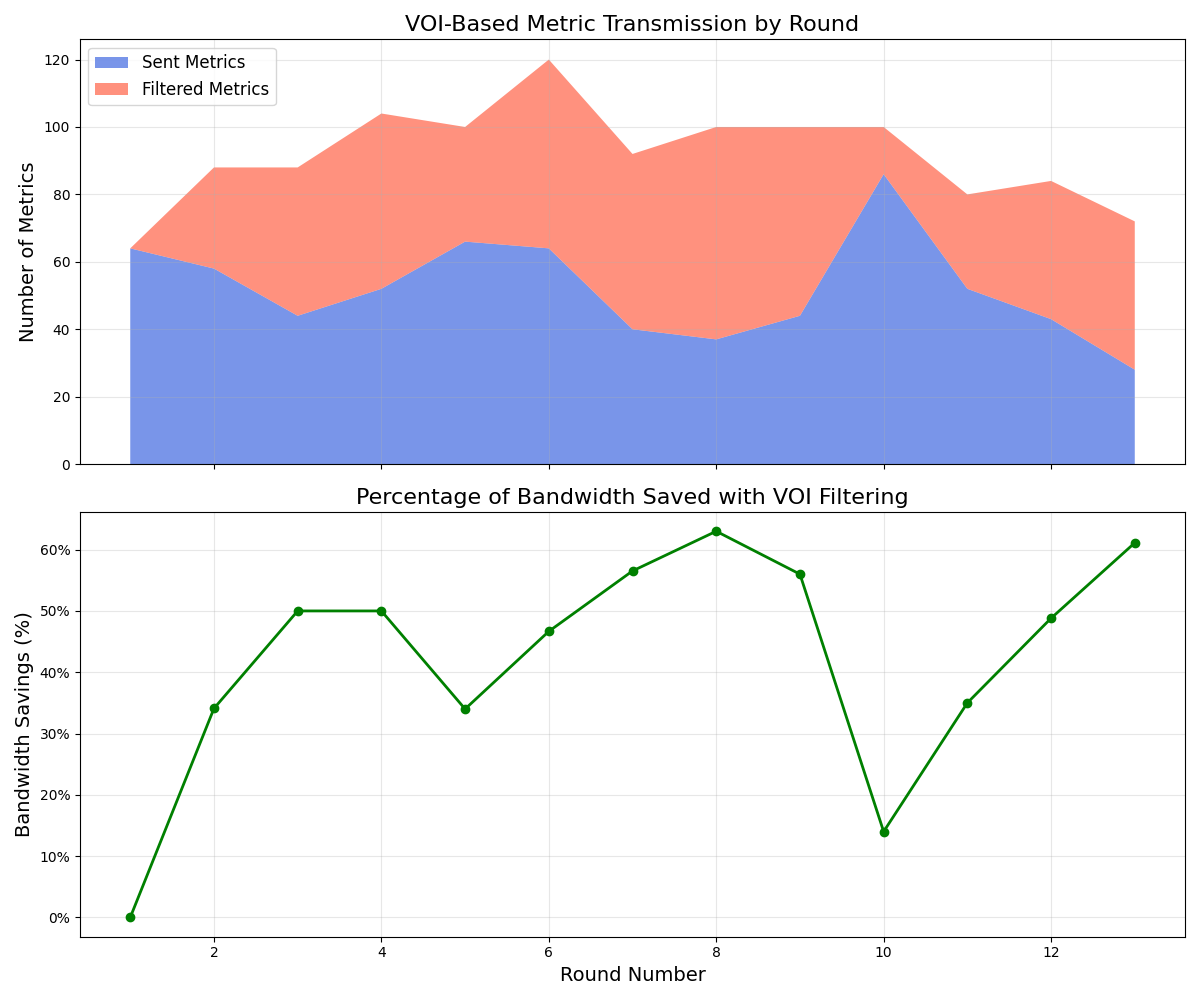 VOI-Based Metric Transmission by Round
Sent Metrics
Filtered Metrics
Number of Metrics
120
100
80
60
40
20
0
Percentage of Bandwidth Saved with VOI Filtering
Bandwidth Savings (%)
60%
50%
40%
30%
20%
10%
0%
2 4 6 8 10 12
Round Number